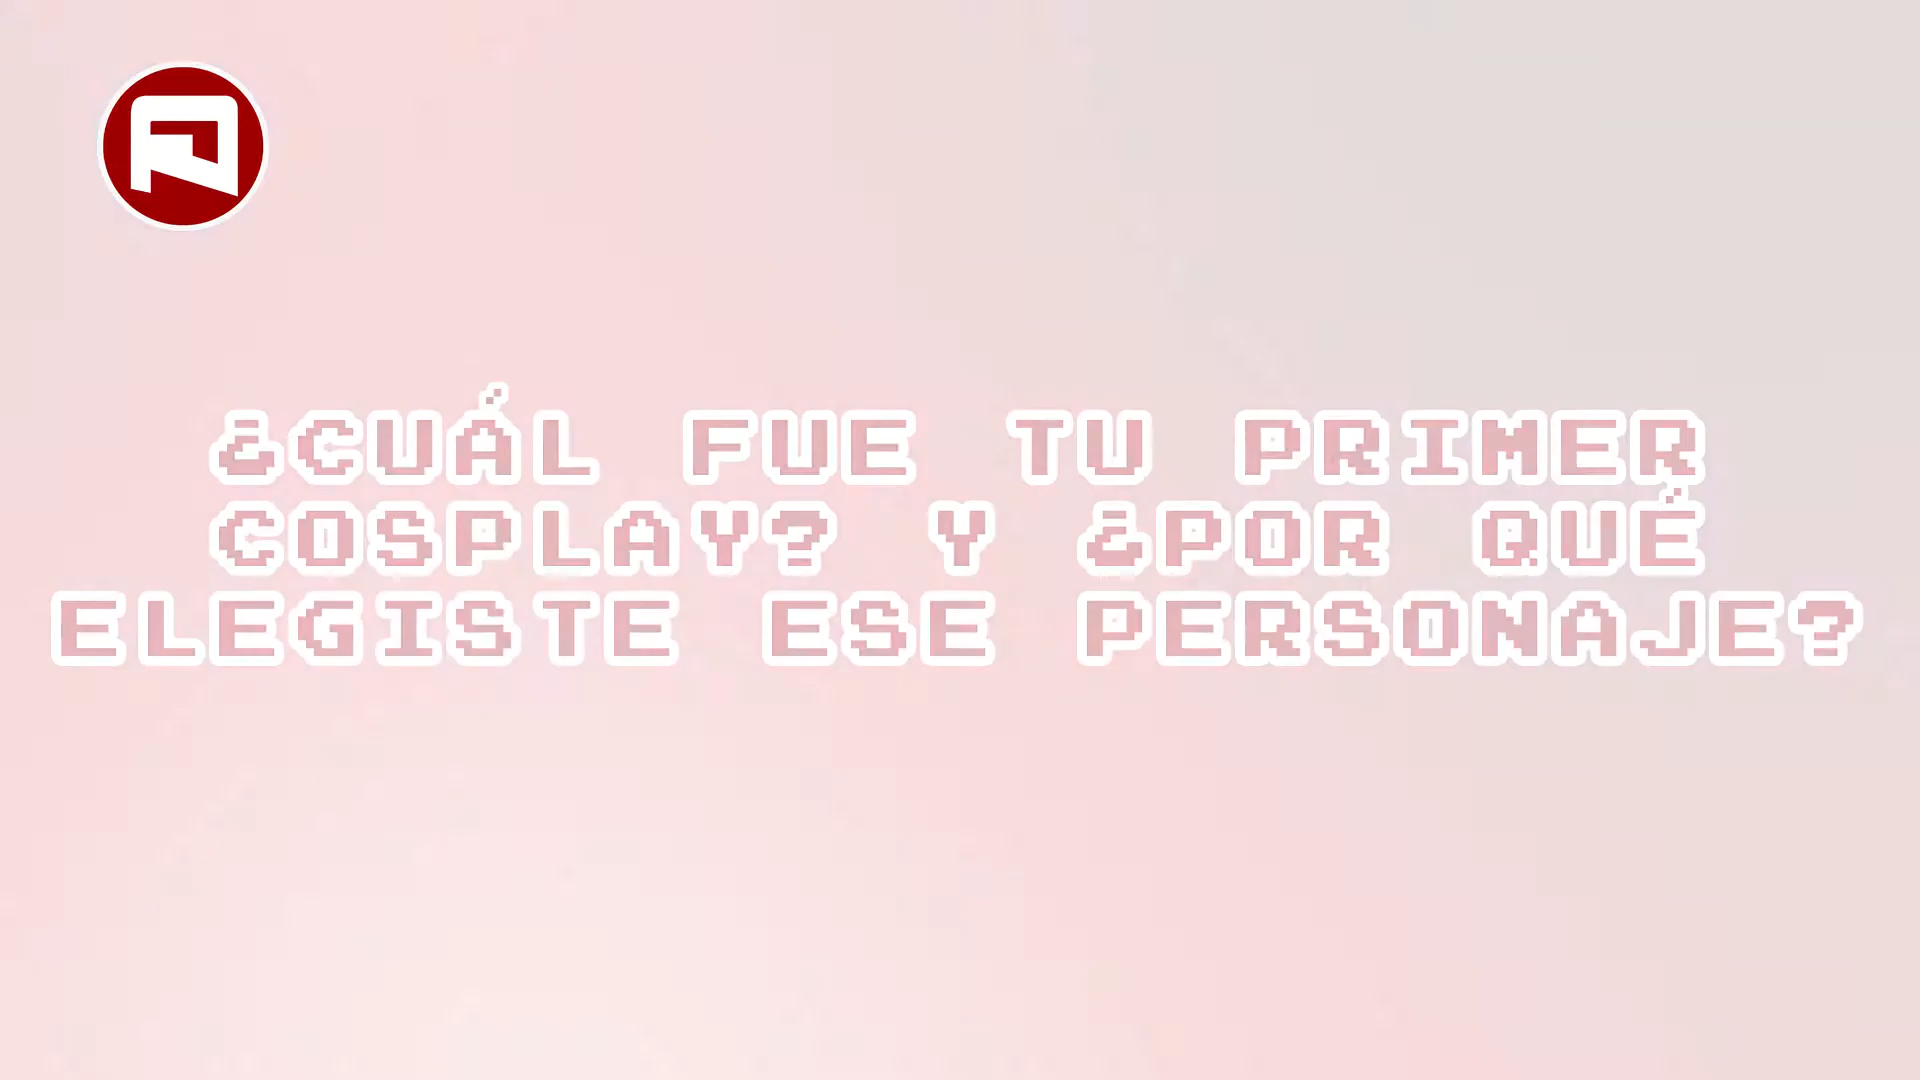 ¿CUÁL FUE TU PRIMER
COSPLAY? Y ¿POR QUÉ
ELEGISTE ESE PERSONAJE?